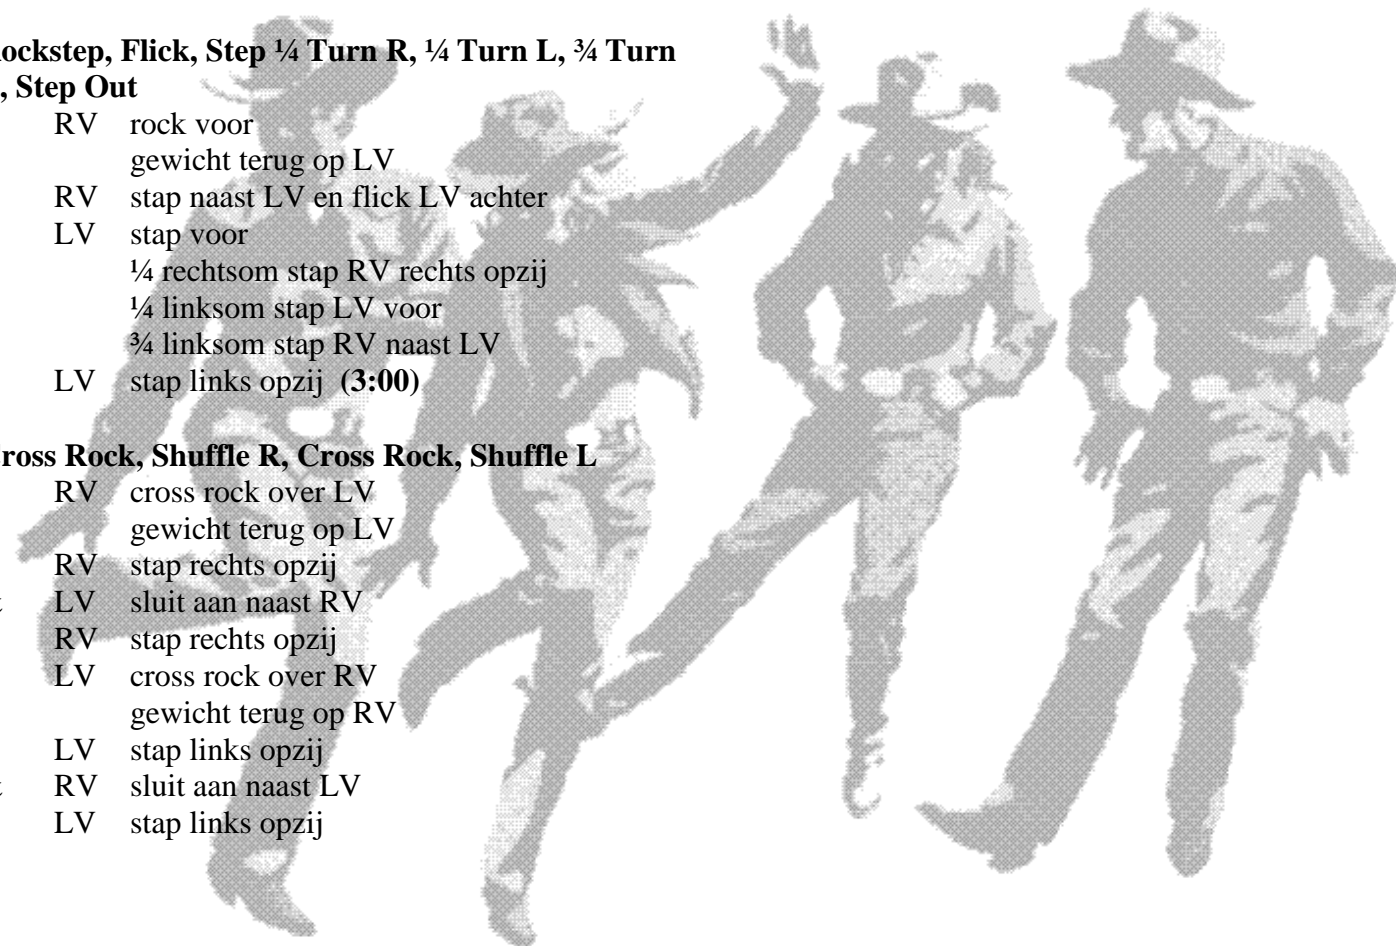 ockstep, Flick, Step ¼ Turn R, ¼ Turn L, ¾ Turn
, Step Out
RV rock voor
gewicht terug op LV
RV stap naast LV en flick LV achter
LV stap voor
¼ rechtsom stap RV rechts opzij
¼ linksom stap LV voor
¾ linksom stap RV naast LV
LV stap links opzij (3:00)
ross Rock, Shuffle R, Cross Rock, Shuffle L
RV cross rock over LV
gewicht terug op LV
RV stap rechts opzij
LV sluit aan naast RV
RV stap rechts opzij
LV cross rock over RV
gewicht terug op RV
LV stap links opzij
RV sluit aan naast LV
LV stap links opzij